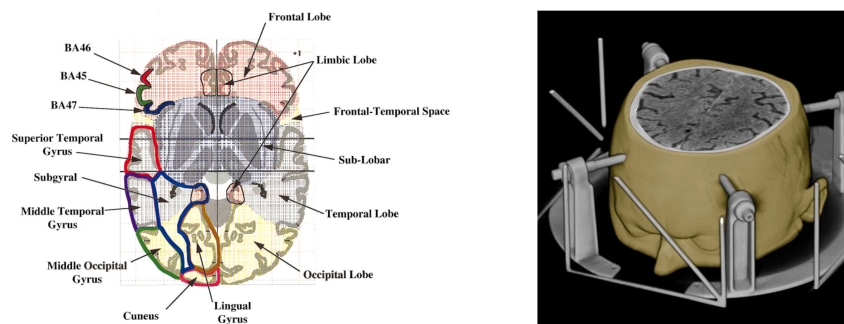 Frontal Lobe
BA46
+1
Limbic Lobe
BA45
BA47
Frontal-Temporal Space
Superior Temporal
Gyrus
Sub-Lobar
Subgyral
Middle Temporal
Gyrus
Temporal Lobe
Middle Occipital
Gyrus
Occipital Lobe
Lingual
Gyrus
Cuneus